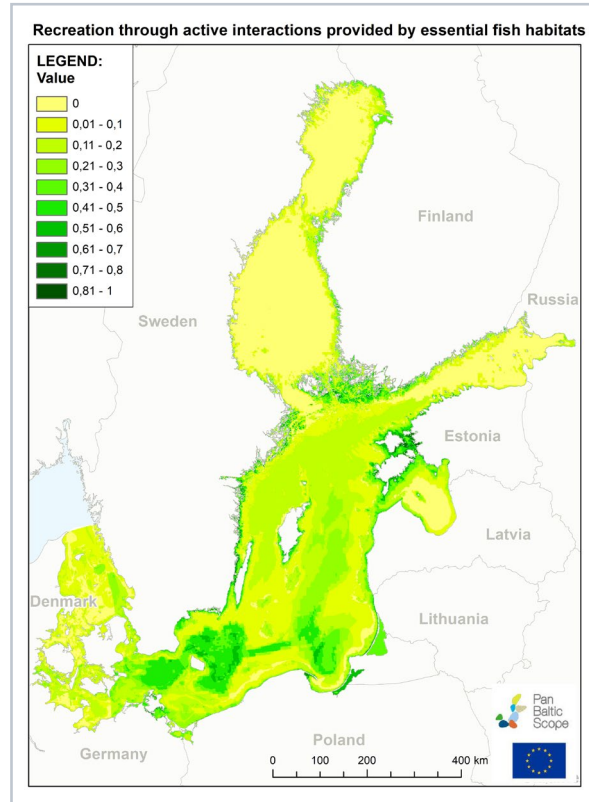 Recreation through active interactions provided by essential fish habitats
LEGEND:
Value
0
0,01 - 0,1
0,11 - 0,2
0,21 - 0,3
0,31 - 0,4
0,41 - 0,5
0,51 - 0,6
0,61 - 0,7
0,71 - 0,8
0,81 - 1
Finland
Russia
Sweden
Estonia
Latvia
Denmark
Lithuania
Germany
Poland
Pan
Baltic
Scope
0 100 200 400 km